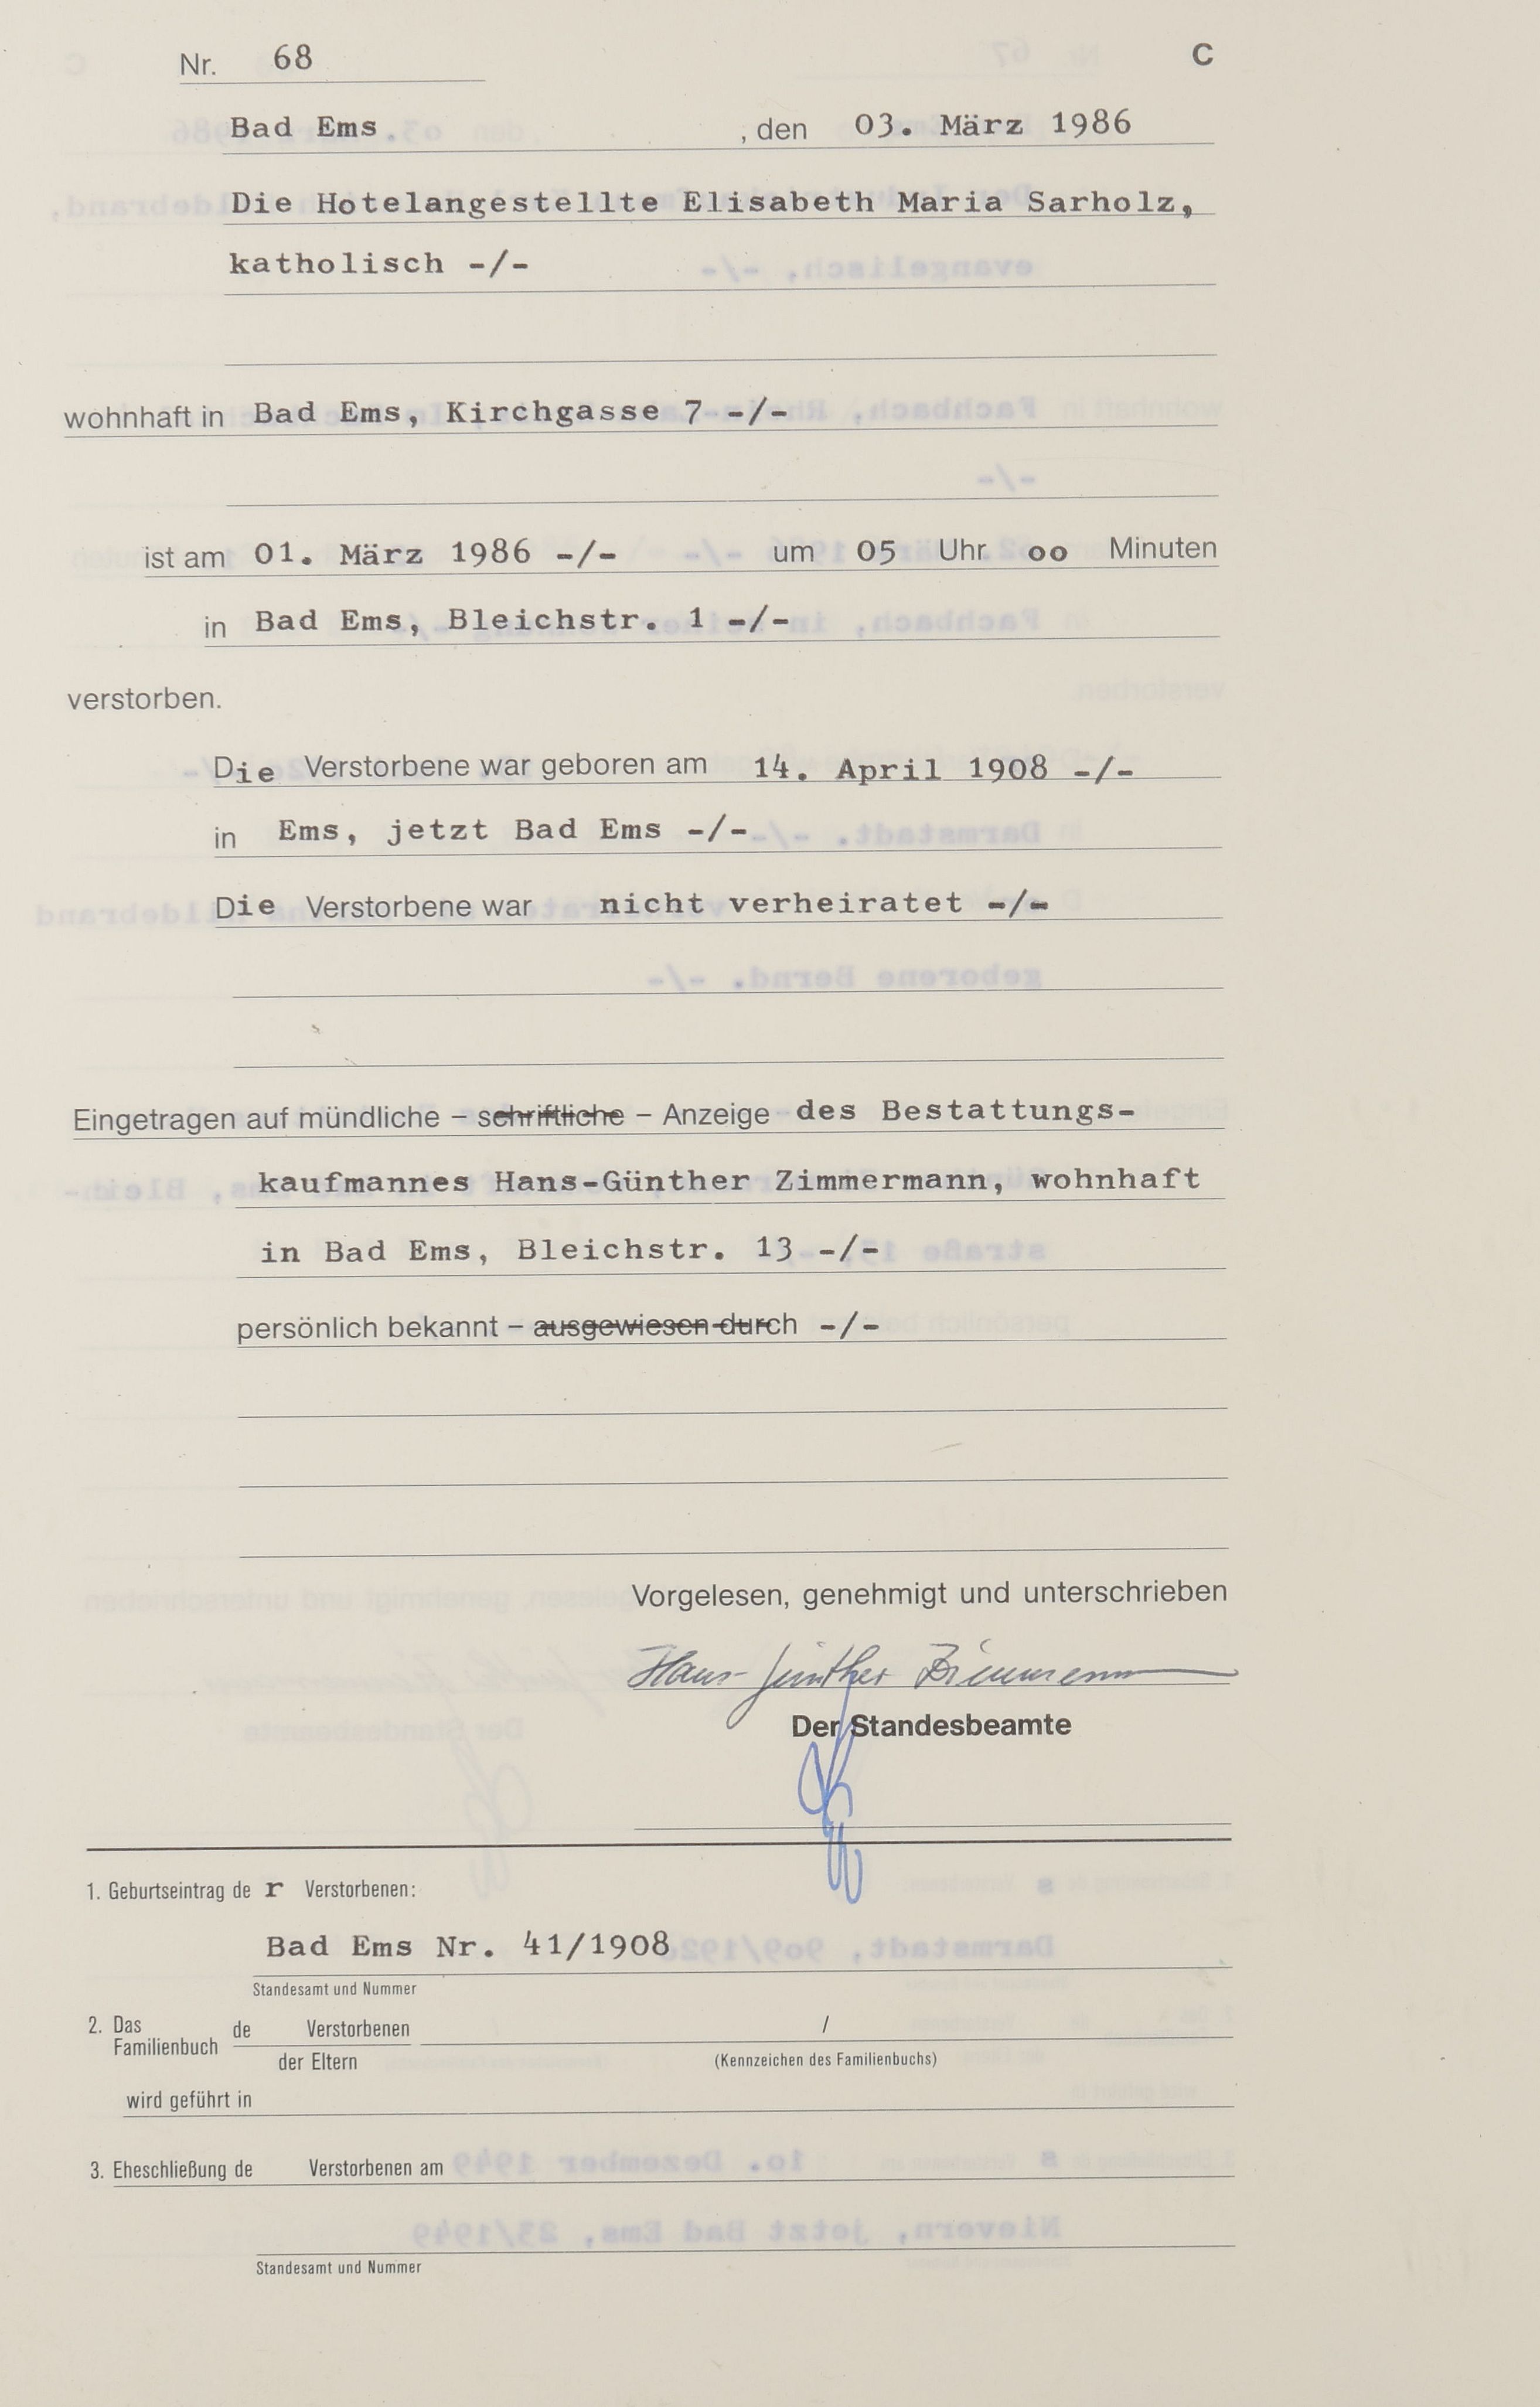 Nr. 68 C
Bad Ems , den 03. März 1986
Die Hotelangestellte Elisabeth Maria Sarholz,
katholisch -/-
wohnhaft in Bad Ems, Kirchgasse 7 -/-
ist am 01. März 1986 -/- um 05 Uhr oo Minuten
in Bad Ems, Bleichstr. 1 -/-
verstorben.
Die Verstorbene war geboren am 14. April 1908 -/-
in Ems, jetzt Bad Ems -/-
Die Verstorbene war nicht verheiratet -/-
Eingetragen auf mündliche – schriftliche – Anzeige des Bestattungs-
kaufmannes Hans-Günther Zimmermann, wohnhaft
in Bad Ems, Bleichstr. 13 -/-
persönlich bekannt – ausgewiesen durch -/-
Vorgelesen, genehmigt und unterschrieben
Hans-Günther Zimmermann
Der Standesbeamte
1. Geburtseintrag de r Verstorbenen:
Bad Ems Nr. 41/1908
Standesamt und Nummer
2. Das de Verstorbenen /
Familienbuch der Eltern (Kennzeichen des Familienbuchs)
wird geführt in
3. Eheschließung de Verstorbenen am
Standesamt und Nummer